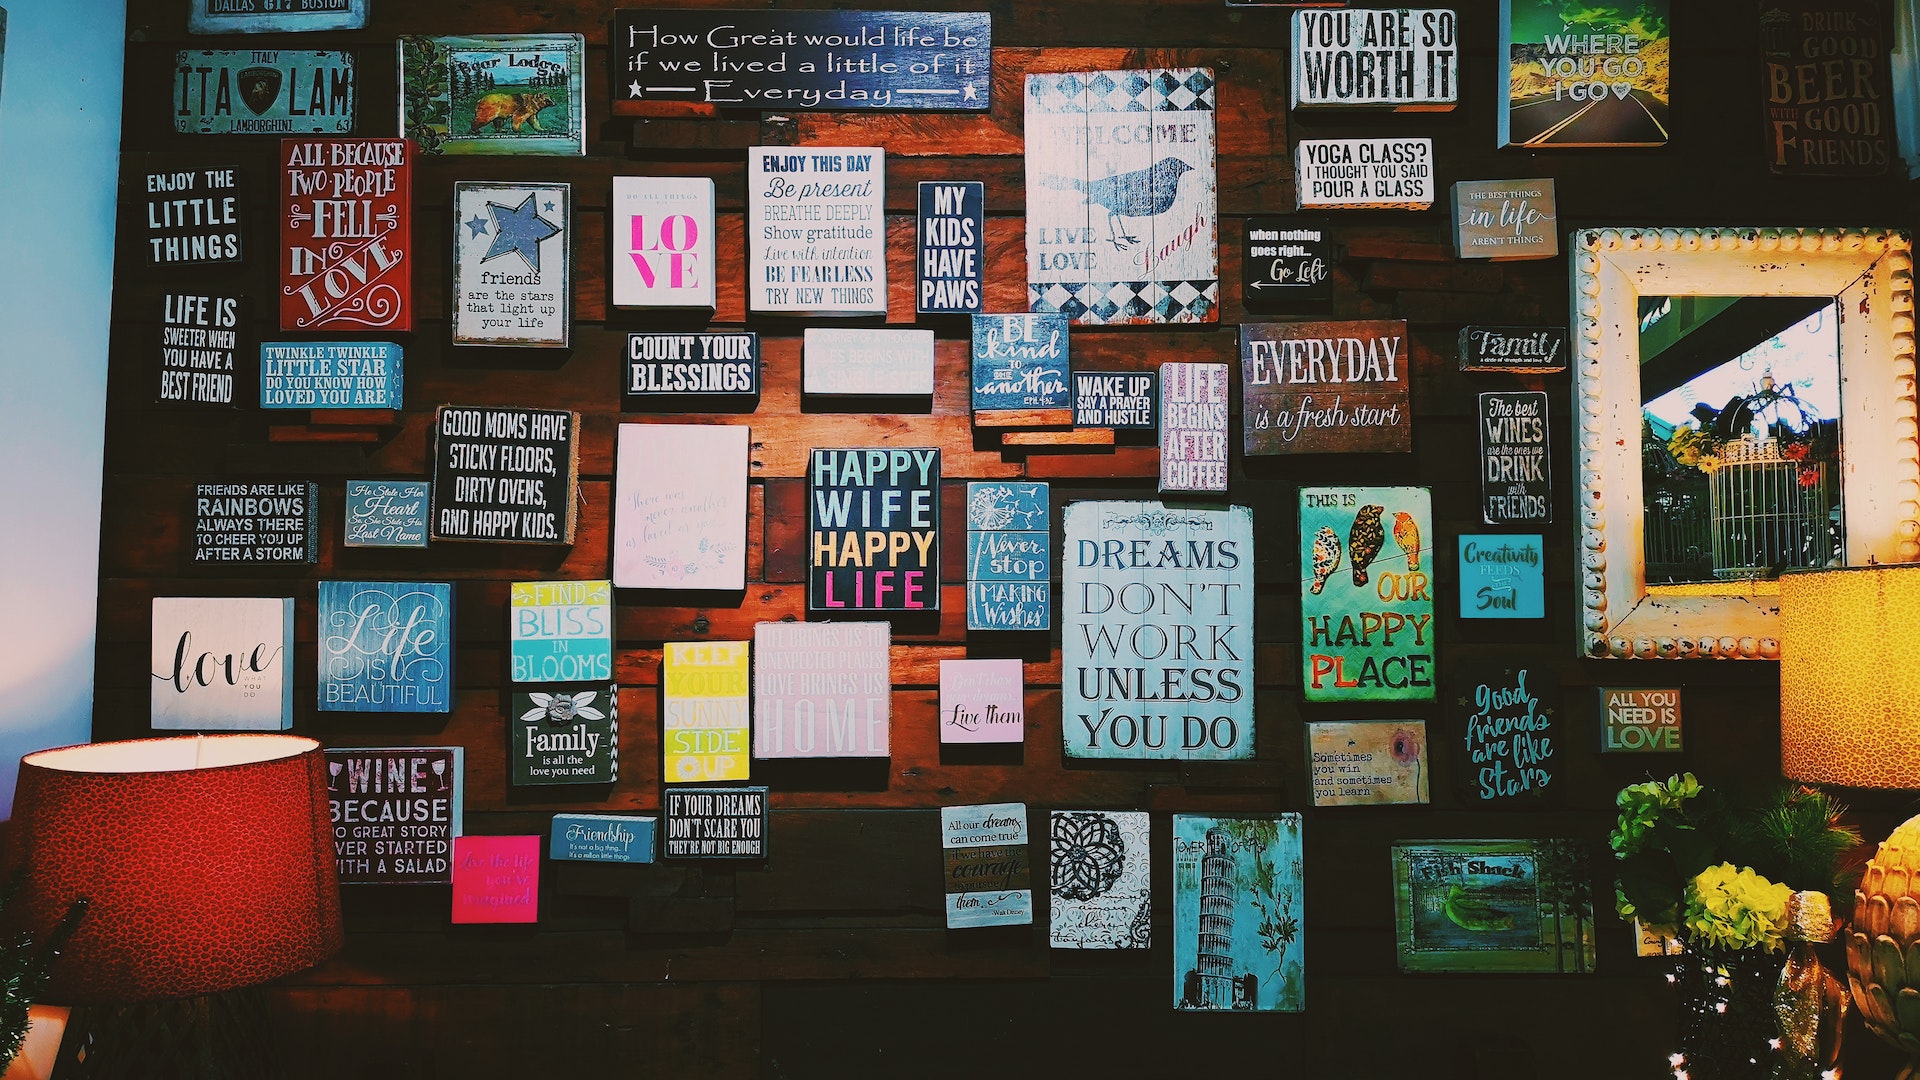 DALLAS 617 BOSTON
ITALY
ITA LAM
LAMBORGHINI
19 63
Bear Lodge
How Great would life be
if we lived a little of it
Everyday
YOU ARE SO
WORTH IT
WHERE
YOU GO
I GO
DRINK
GOOD
BEER
WITH GOOD
FRIENDS
ENJOY THE
LITTLE
THINGS
ALL BECAUSE
TWO PEOPLE
FELL
IN
LOVE
friends
are the stars
that light up
your life
DO ALL THINGS
LO
VE
ENJOY THIS DAY
Be present
BREATHE DEEPLY
Show gratitude
Live with intention
BE FEARLESS
TRY NEW THINGS
MY
KIDS
HAVE
PAWS
WELCOME
LIVE
LOVE
Laugh
YOGA CLASS?
I THOUGHT YOU SAID
POUR A GLASS
THE BEST THINGS
in life
AREN'T THINGS
when nothing
goes right...
Go Left
LIFE IS
SWEETER WHEN
YOU HAVE A
BEST FRIEND
TWINKLE TWINKLE
LITTLE STAR
DO YOU KNOW HOW
LOVED YOU ARE
COUNT YOUR
BLESSINGS
BEGINS WITH
BE
kind
TO
ONE
another
EPH. 4:32
WAKE UP
SAY A PRAYER
AND HUSTLE
LIFE
BEGINS
AFTER
COFFEE
EVERYDAY
is a fresh start
Family
a circle of strength and love
The best
WINES
are the ones we
DRINK
with
FRIENDS
GOOD MOMS HAVE
STICKY FLOORS,
DIRTY OVENS,
AND HAPPY KIDS.
FRIENDS ARE LIKE
RAINBOWS
ALWAYS THERE
TO CHEER YOU UP
AFTER A STORM
He Stole Her
Heart
So She Stole His
Last Name
There was
never another
HAPPY
WIFE
HAPPY
LIFE
Never
stop
MAKING
Wishes
DREAMS
DON'T
WORK
UNLESS
YOU DO
THIS IS
OUR
HAPPY
PLACE
Creativity
FEEDS
THE
Soul
love
WHAT
YOU
DO
Life
IS
BEAUTIFUL
FIND
BLISS
IN
BLOOMS
Family
is all the
love you need
KEEP
YOUR
SUNNY
SIDE
UP
LIFE BRINGS US TO
UNEXPECTED PLACES
LOVE BRINGS US
HOME
Live them
Sometimes
you win
and sometimes
you learn
Good
friends
are like
Stars
ALL YOU
NEED IS
LOVE
WINE
BECAUSE
NO GREAT STORY
EVER STARTED
WITH A SALAD
Live the life
you've
imagined
Friendship
It's not a big thing...
It's a million little things
IF YOUR DREAMS
DON'T SCARE YOU
THEY'RE NOT BIG ENOUGH
All our dreams
can come true
if we have the
courage
to pursue
them.
-Walt Disney
TOWER OF PISA
Fish Shack